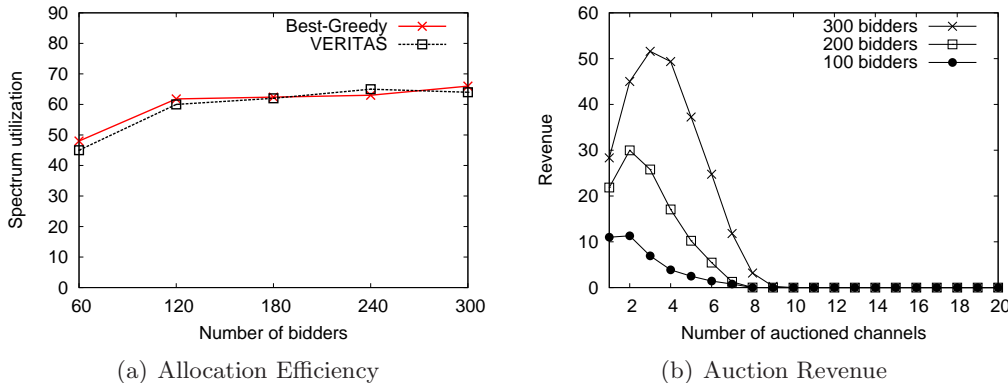 90
80
70
60
50
40
30
20
10
0
Spectrum utilization
Best-Greedy
VERITAS
60 120 180 240 300
Number of bidders
(a) Allocation Efficiency
60
50
40
30
20
10
0
Revenue
300 bidders
200 bidders
100 bidders
2 4 6 8 10 12 14 16 18 20
Number of auctioned channels
(b) Auction Revenue